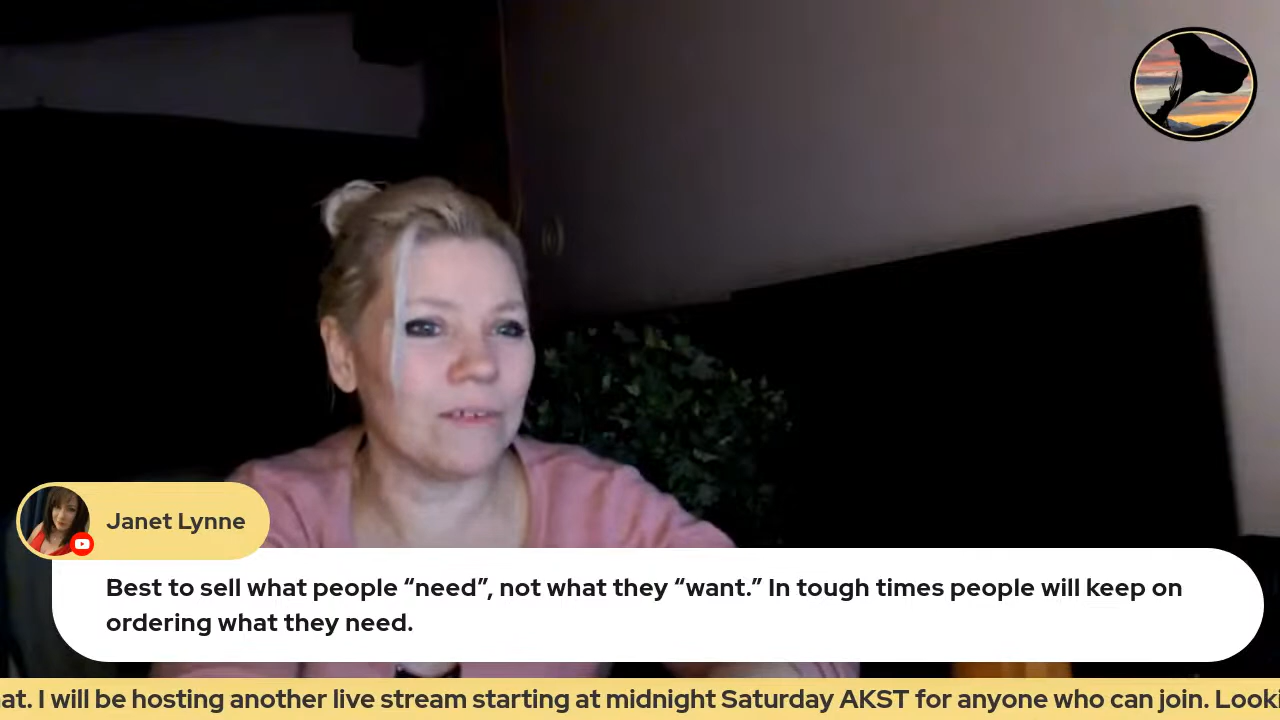 Janet Lynne
Best to sell what people “need”, not what they “want.” In tough times people will keep on
ordering what they need.
at. I will be hosting another live stream starting at midnight Saturday AKST for anyone who can join. Looki